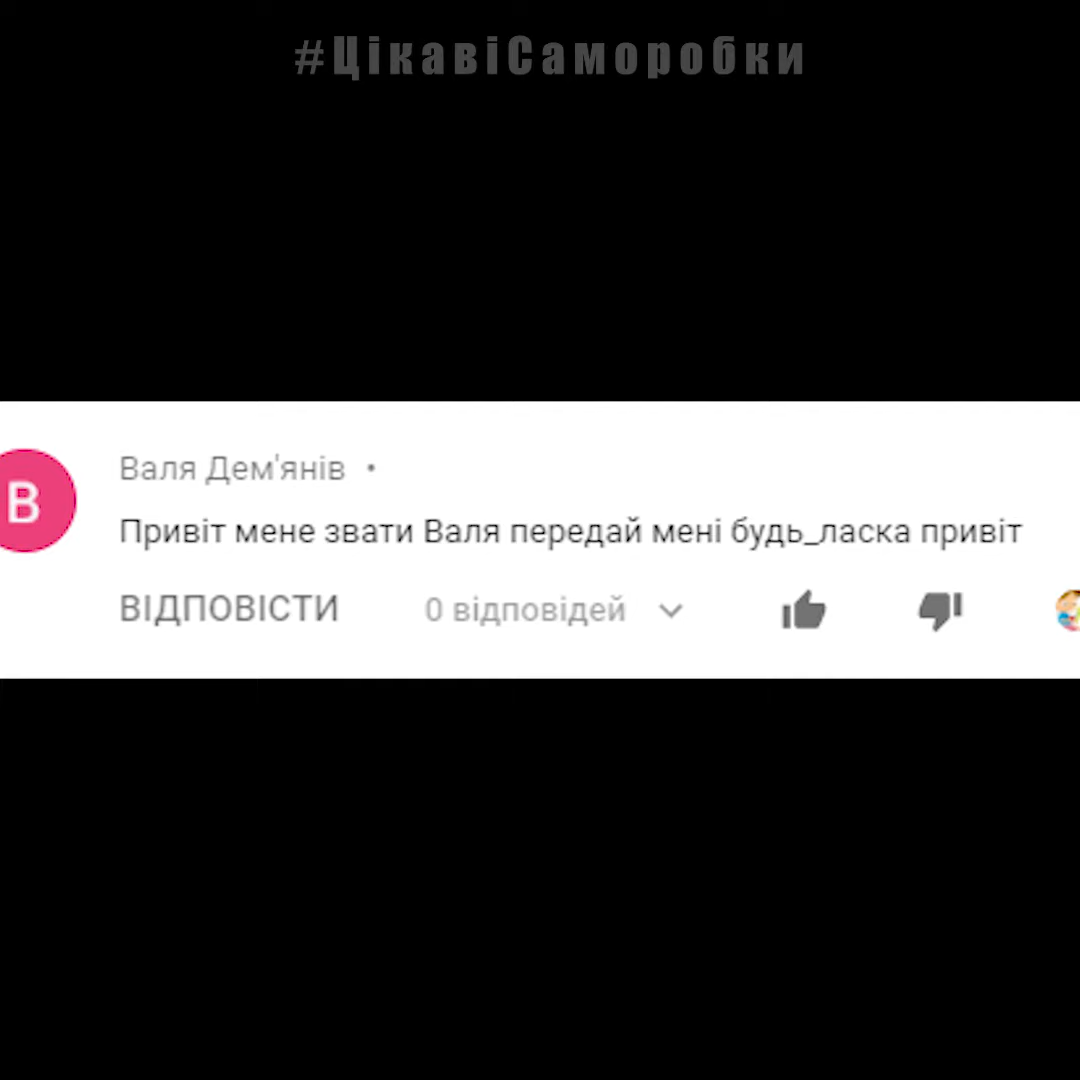 #ЦікавіСаморобки
В
Валя Дем'янів •
Привіт мене звати Валя передай мені будь_ласка привіт
ВІДПОВІСТИ 0 відповідей